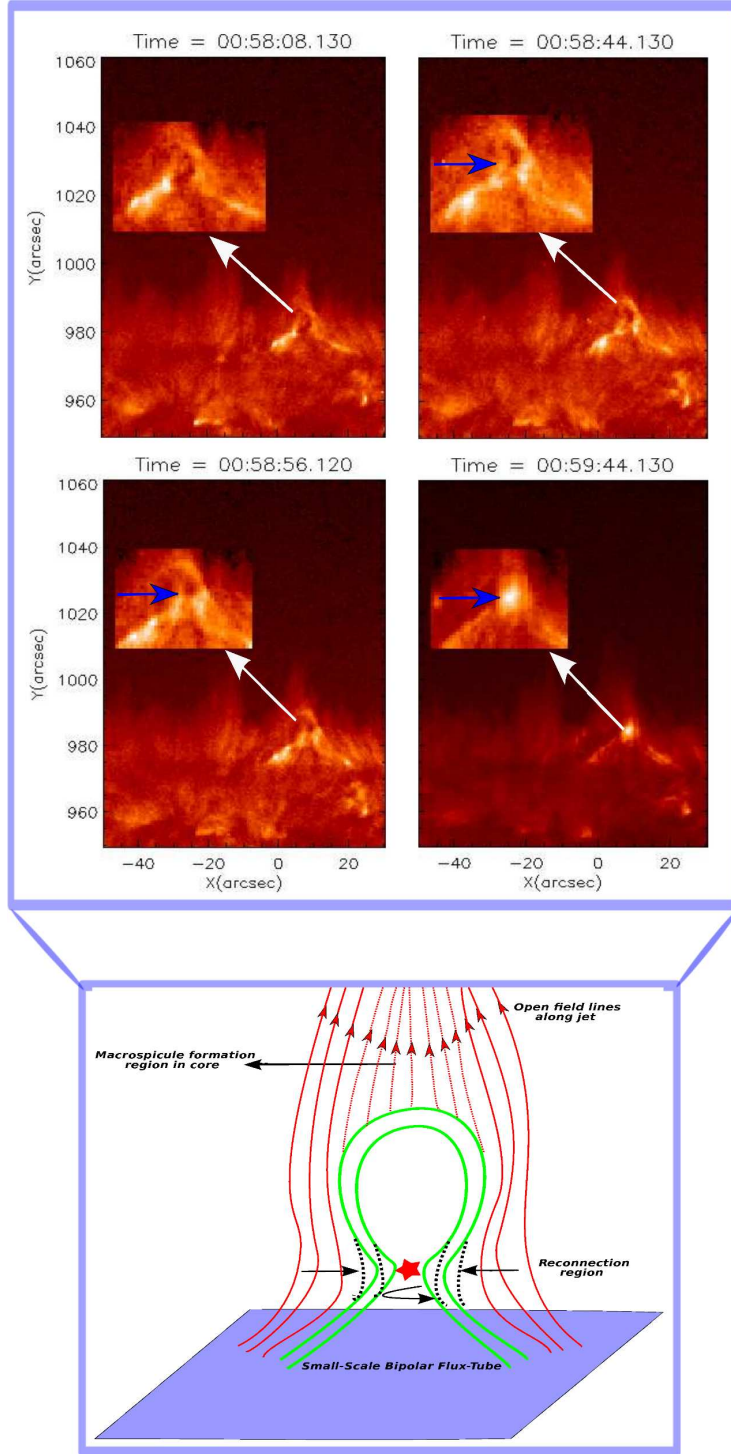 Time = 00:58:08.130
Time = 00:58:44.130
1060
1040
1020
1000
980
960
Y(arcsec)
Time = 00:58:56.120
Time = 00:59:44.130
1060
1040
1020
1000
980
960
Y(arcsec)
−40
−20
0
20
X(arcsec)
−40
−20
0
20
X(arcsec)
Open field lines
along jet
Macrospicule formation
region in core
Reconnection
region
Small-Scale Bipolar Flux-Tube